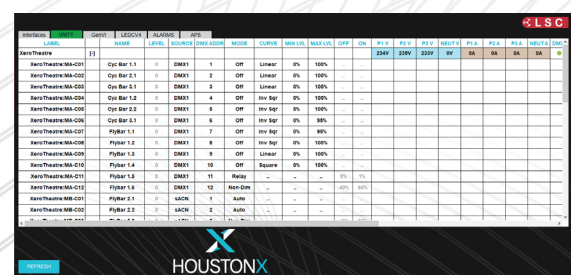 LSC
Interfaces UNITY GenVI LEDCV4 ALARMS APS
LABEL NAME LEVEL SOURCE DMX ADDR MODE CURVE MIN LVL MAX LVL OFF ON P1 V P2 V P3 V NEUT V P1 A P2 A P3 A NEUT A
XeroTheatre [-] 234V 235V 233V 0V 0A 0A 0A 0A
XeroTheatre:MA-C01 Cyc Bar 1.1 0 DMX1 1 Off Linear 0% 100% .. ..
XeroTheatre:MA-C02 Cyc Bar 2.1 0 DMX1 2 Off Linear 0% 100% .. ..
XeroTheatre:MA-C03 Cyc Bar 3.1 0 DMX1 3 Off Linear 0% 100% .. ..
XeroTheatre:MA-C04 Cyc Bar 1.2 0 DMX1 4 Off Inv Sqr 0% 100% .. ..
XeroTheatre:MA-C05 Cyc Bar 2.2 0 DMX1 5 Off Inv Sqr 5% 100% .. ..
XeroTheatre:MA-C06 Cyc Bar 3.1 0 DMX1 6 Off Inv Sqr 0% 95% .. ..
XeroTheatre:MA-C07 FlyBar 1.1 0 DMX1 7 Off Inv Sqr 0% 95% .. ..
XeroTheatre:MA-C08 Flybar 1.2 0 DMX1 8 Off Inv Sqr 0% 100% .. ..
XeroTheatre:MA-C09 FlyBar 1.3 0 DMX1 9 Off Linear 0% 100% .. ..
XeroTheatre:MA-C10 FlyBar 1.4 0 DMX1 10 Off Square 0% 100% .. ..
XeroTheatre:MA-C11 Flybar 1.5 0 DMX1 11 Relay .. .. .. 0% 1%
XeroTheatre:MA-C12 FlyBar 1.6 0 DMX1 12 Non-Dim .. .. .. 40% 60%
XeroTheatre:MB-C01 FlyBar 2.1 0 sACN 1 Auto .. .. .. .. ..
XeroTheatre:MB-C02 FlyBar 2.2 0 sACN 2 Auto .. .. .. .. ..
REFRESH
HOUSTONX